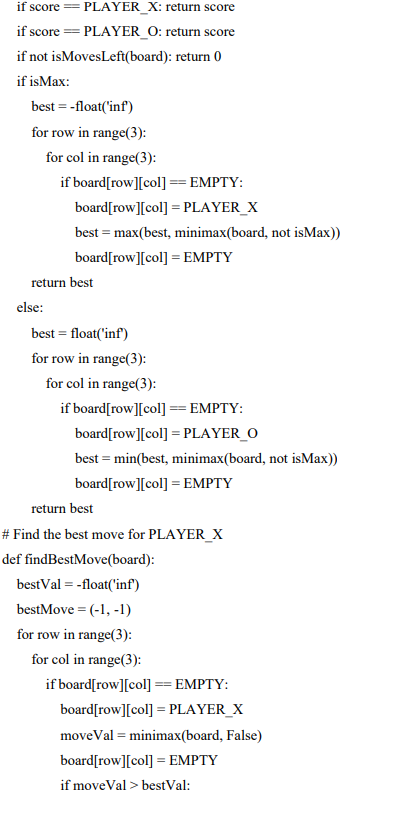 if score == PLAYER_X: return score
if score == PLAYER_O: return score
if not isMovesLeft(board): return 0
if isMax:
best = -float('inf')
for row in range(3):
for col in range(3):
if board[row][col] == EMPTY:
board[row][col] = PLAYER_X
best = max(best, minimax(board, not isMax))
board[row][col] = EMPTY
return best
else:
best = float('inf')
for row in range(3):
for col in range(3):
if board[row][col] == EMPTY:
board[row][col] = PLAYER_O
best = min(best, minimax(board, not isMax))
board[row][col] = EMPTY
return best
# Find the best move for PLAYER_X
def findBestMove(board):
bestVal = -float('inf')
bestMove = (-1, -1)
for row in range(3):
for col in range(3):
if board[row][col] == EMPTY:
board[row][col] = PLAYER_X
moveVal = minimax(board, False)
board[row][col] = EMPTY
if moveVal > bestVal: